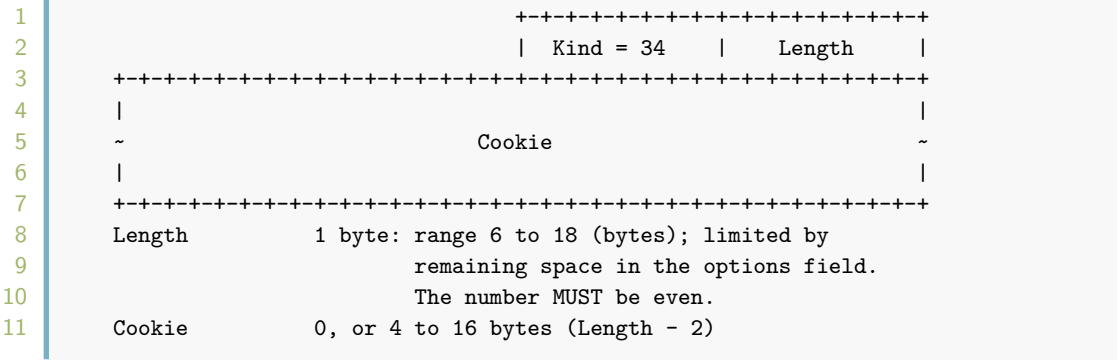 1                                       +-+-+-+-+-+-+-+-+-+-+-+-+-+-+-+-+
2                                       |  Kind = 34    |    Length     |
3       +-+-+-+-+-+-+-+-+-+-+-+-+-+-+-+-+-+-+-+-+-+-+-+-+-+-+-+-+-+-+-+-+
4       |                                                               |
5       ~                            Cookie                             ~
6       |                                                               |
7       +-+-+-+-+-+-+-+-+-+-+-+-+-+-+-+-+-+-+-+-+-+-+-+-+-+-+-+-+-+-+-+-+
8       Length          1 byte: range 6 to 18 (bytes); limited by
9                               remaining space in the options field.
10                              The number MUST be even.
11      Cookie          0, or 4 to 16 bytes (Length - 2)